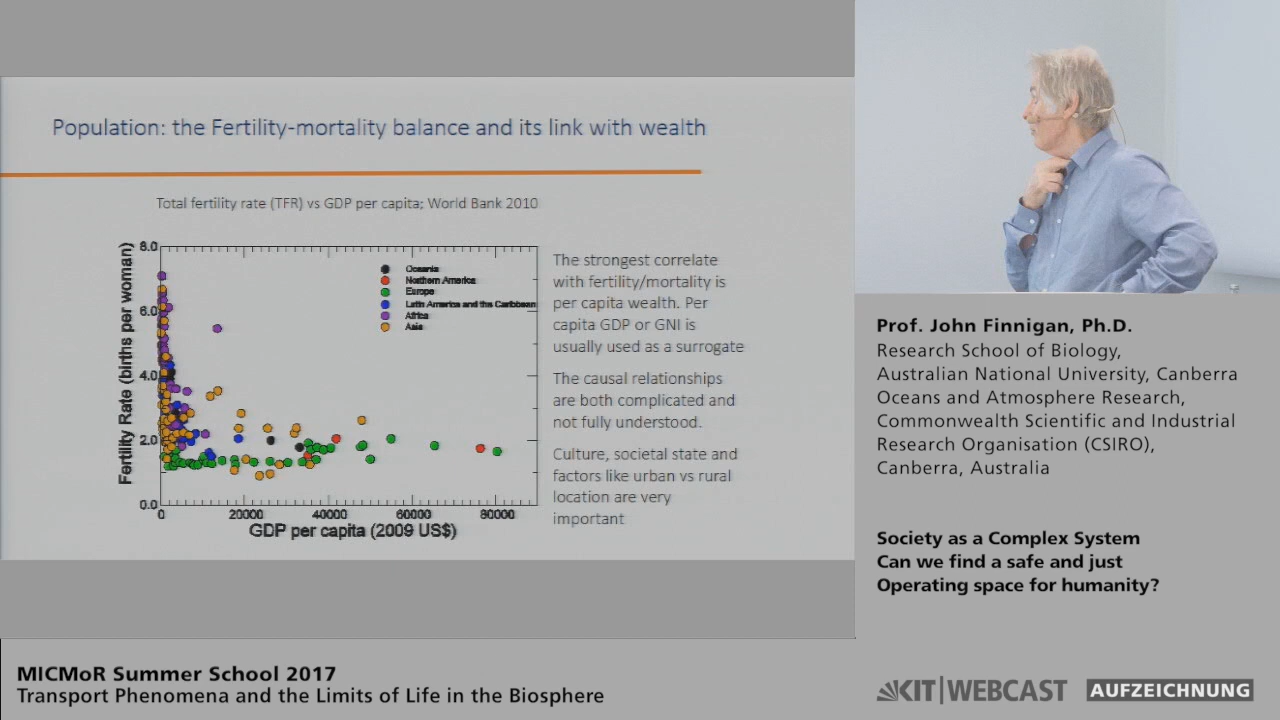 Population: the Fertility-mortality balance and its link with wealth
Total fertility rate (TFR) vs GDP per capita; World Bank 2010
Fertility Rate (births per woman)
8.0
6.0
4.0
2.0
0.0
0
20000
40000
60000
80000
GDP per capita (2009 US$)
Oceania
Northern America
Europe
Latin America and the Caribbean
Africa
Asia
The strongest correlate
with fertility/mortality is
per capita wealth. Per
capita GDP or GNI is
usually used as a surrogate
The causal relationships
are both complicated and
not fully understood.
Culture, societal state and
factors like urban vs rural
location are very
important
Prof. John Finnigan, Ph.D.
Research School of Biology,
Australian National University, Canberra
Oceans and Atmosphere Research,
Commonwealth Scientific and Industrial
Research Organisation (CSIRO),
Canberra, Australia
Society as a Complex System
Can we find a safe and just
Operating space for humanity?
MICMoR Summer School 2017
Transport Phenomena and the Limits of Life in the Biosphere
KIT|WEBCAST
AUFZEICHNUNG